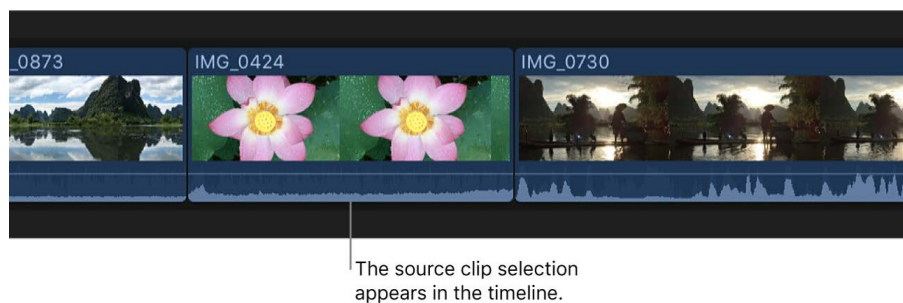 _0873
IMG_0424
IMG_0730
The source clip selection
appears in the timeline.